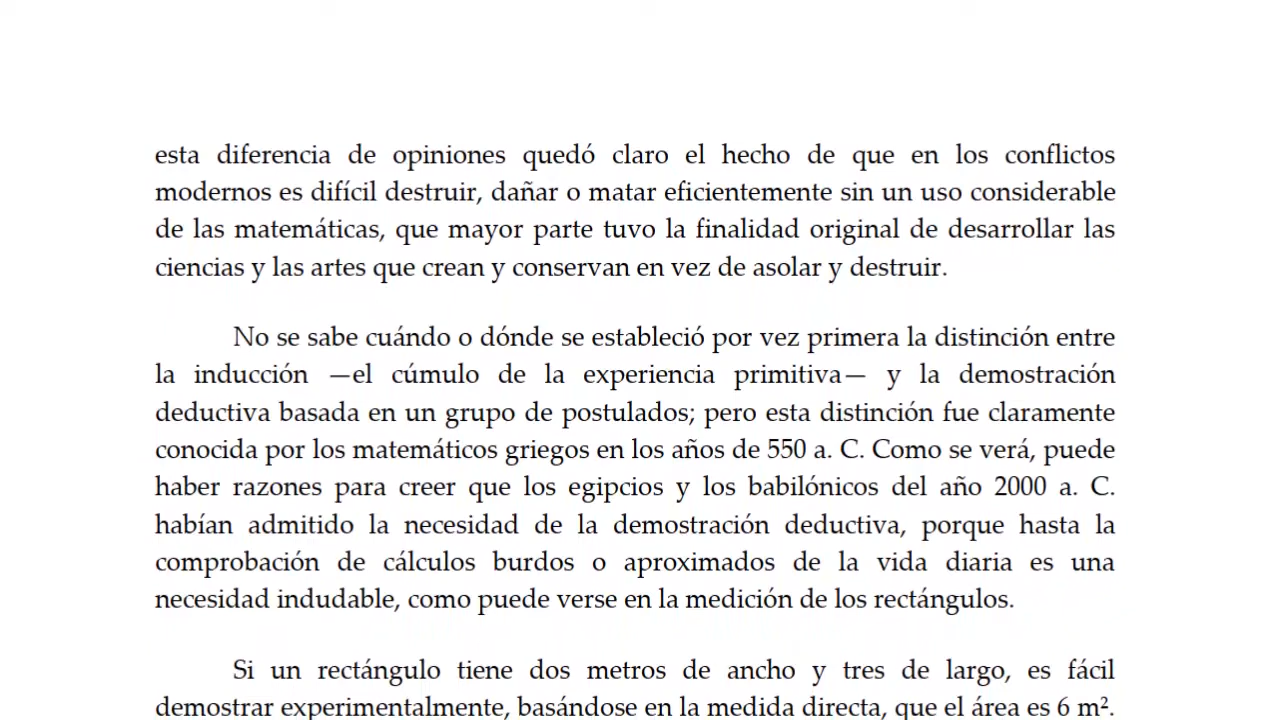 esta diferencia de opiniones quedó claro el hecho de que en los conflictos
modernos es difícil destruir, dañar o matar eficientemente sin un uso considerable
de las matemáticas, que mayor parte tuvo la finalidad original de desarrollar las
ciencias y las artes que crean y conservan en vez de asolar y destruir.
No se sabe cuándo o dónde se estableció por vez primera la distinción entre
la inducción —el cúmulo de la experiencia primitiva— y la demostración
deductiva basada en un grupo de postulados; pero esta distinción fue claramente
conocida por los matemáticos griegos en los años de 550 a. C. Como se verá, puede
haber razones para creer que los egipcios y los babilónicos del año 2000 a. C.
habían admitido la necesidad de la demostración deductiva, porque hasta la
comprobación de cálculos burdos o aproximados de la vida diaria es una
necesidad indudable, como puede verse en la medición de los rectángulos.
Si un rectángulo tiene dos metros de ancho y tres de largo, es fácil
demostrar experimentalmente, basándose en la medida directa, que el área es 6 m².